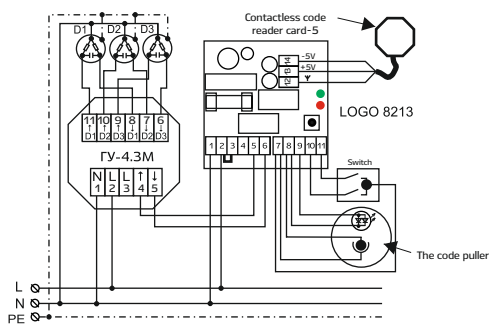 Contactless code
reader card-5
D1 D2 D3
14 -5V
13 +5V
12
LOGO 8213
11 10 9 8 7 6
↑ ↑ ↑ ↓ ↓ ↓
D1 D2 D3 D1 D2 D3
ГУ-4.3М
N L L ↑ ↓
1 2 3 4 5
1 2 3 4 5 6 7 8 9 10 11
Switch
The code puller
L
N
PE